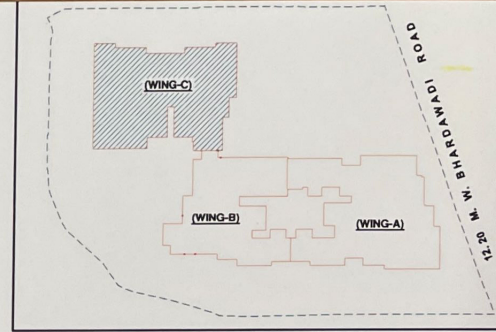 (WING-C)
(WING-B)
(WING-A)
12.20 M. W. BHARDAWADI ROAD